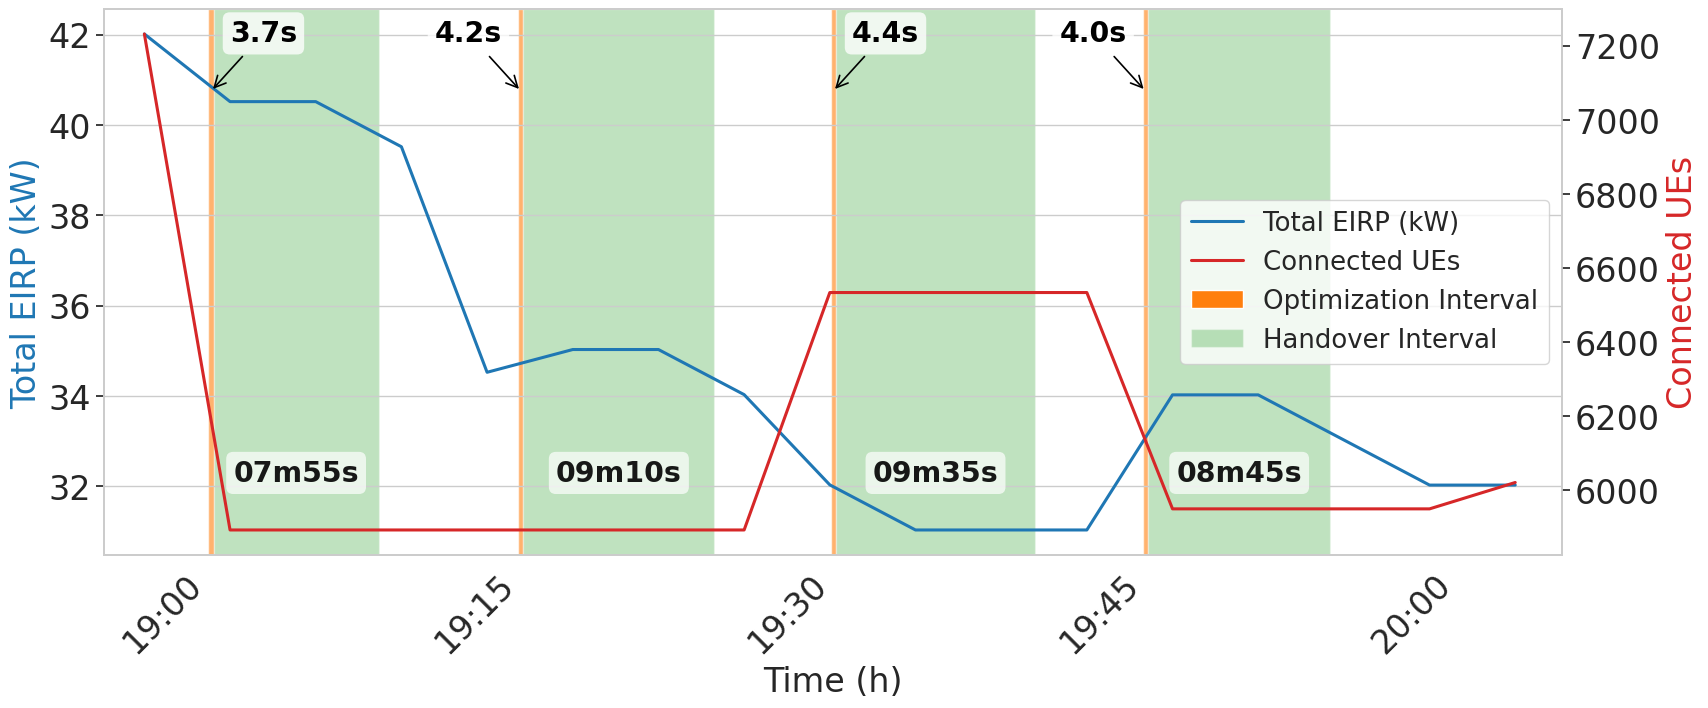 3.7s
4.2s
4.4s
4.0s
42
40
38
36
34
32
Total EIRP (kW)
7200
7000
6800
6600
6400
6200
6000
Connected UEs
Total EIRP (kW)
Connected UEs
Optimization Interval
Handover Interval
07m55s
09m10s
09m35s
08m45s
19:00
19:15
19:30
19:45
20:00
Time (h)